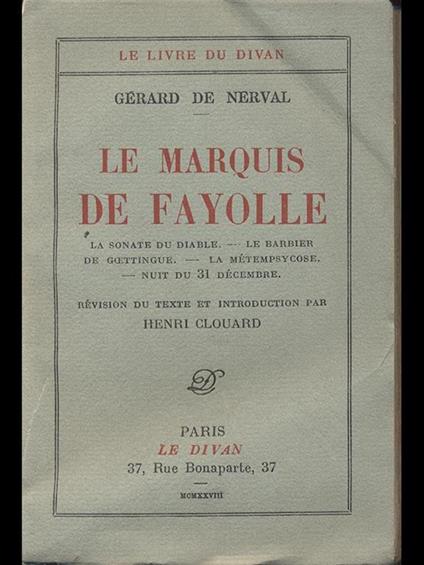 LE LIVRE DU DIVAN
GÉRARD DE NERVAL
LE MARQUIS
DE FAYOLLE
LA SONATE DU DIABLE. — LE BARBIER
DE GŒTTINGUE. — LA MÉTEMPSYCOSE.
— NUIT DU 31 DÉCEMBRE.
RÉVISION DU TEXTE ET INTRODUCTION PAR
HENRI CLOUARD
D
PARIS
LE DIVAN
37, Rue Bonaparte, 37
—
MCMXXVIII